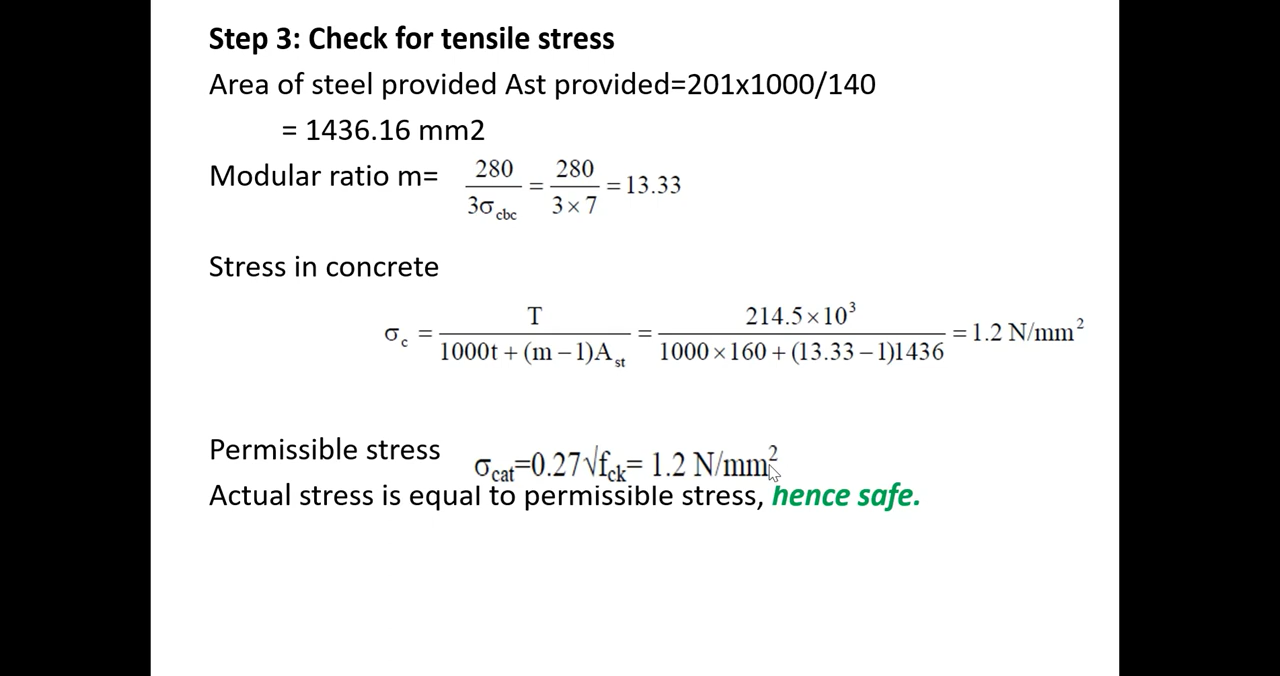 Step 3: Check for tensile stress
Area of steel provided Ast provided=201x1000/140
= 1436.16 mm2
Modular ratio m= 280/3σcbc = 280/3 × 7 = 13.33
Stress in concrete
σc = T/1000t + (m − 1)Ast = 214.5 × 10³/1000 × 160 + (13.33 − 1)1436 = 1.2 N/mm²
Permissible stress σcat=0.27√fck= 1.2 N/mm²
Actual stress is equal to permissible stress, hence safe.